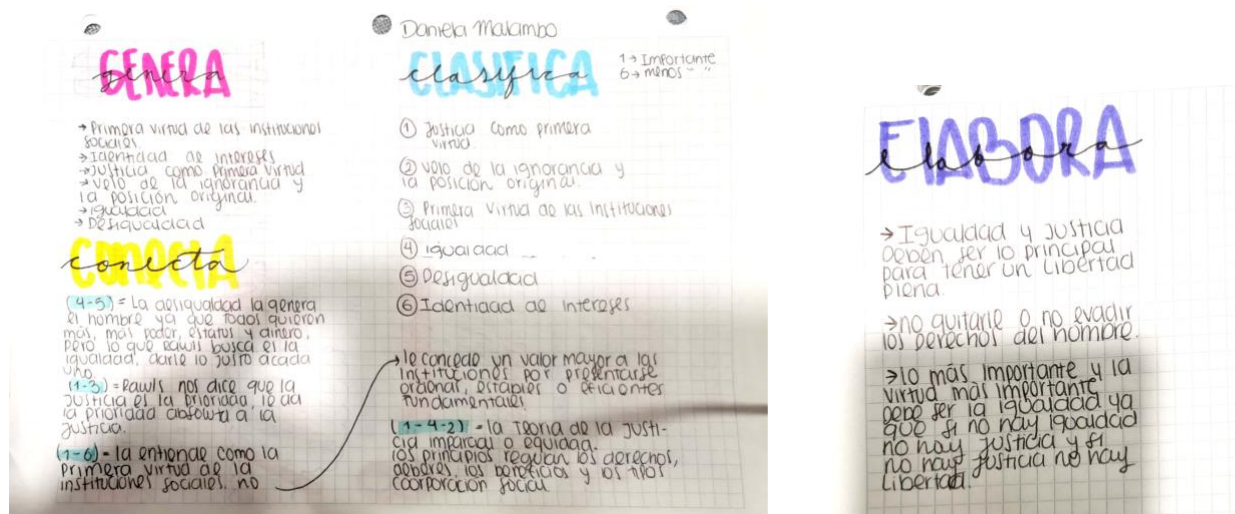 GENERA
genera
→ Primera virtud de las instituciones
sociales.
→ Identidad de intereses
→ Justicia como primera virtud
→ velo de la ignorancia y
la posición original.
→ igualdad
→ Desigualdad
CONECTA
conecta
(4-5) = La desigualdad la genera
el hombre ya que todos quieren
más, más poder, estatus y dinero,
pero lo que Rawls busca es la
igualdad, darle lo justo a cada
uno.
(1-3) = Rawls nos dice que la
justicia es la prioridad, le da
la prioridad absoluta a la
justicia.
(1-6) = la entiende como la
primera virtud de la
instituciones sociales. no
Daniela Malambo
CLASIFICA
clasifica
1 → Importante
6 → menos " "
① Justicia como primera
virtud.
② velo de la ignorancia y
la posición original.
③ Primera virtud de las Instituciones
sociales
④ igualdad
⑤ Desigualdad
⑥ Identidad de intereses
le concede un valor mayor a las
instituciones por presentarse
ordenar, estables o eficientes
fundamentales.
(1-4-2) = la Teoría de la Justi-
cia imparcial o equidad.
los principios regulan los derechos,
deberes, los beneficios y los tipos
coorporación social
ElABORA
elabora
→ Igualdad y Justicia
Deben ser lo principal
para tener un libertad
plena.
→ no quitarle o no evadir
los Derechos del hombre.
→ lo más importante y la
virtud más importante
debe ser la igualdad ya
que si no hay igualdad
no hay justicia y si
no hay justicia no hay
libertad.